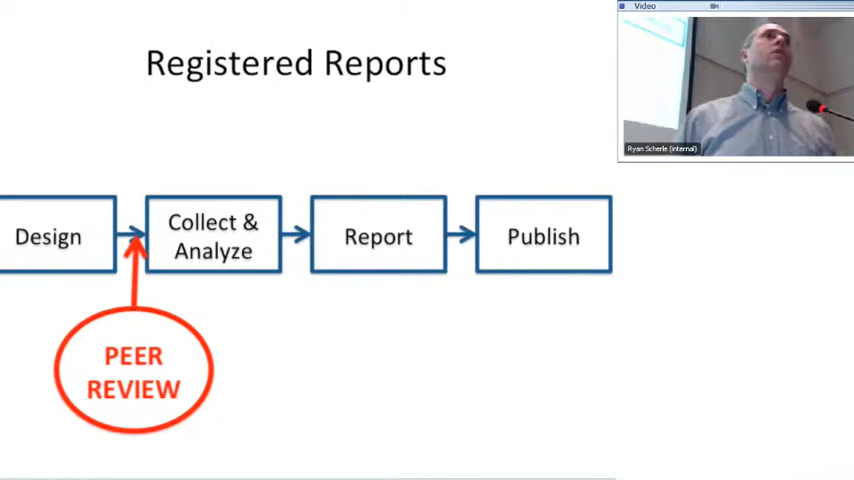 Video
Ryan Scherle (internal)
Registered Reports
Design
Collect &
Analyze
Report
Publish
PEER
REVIEW